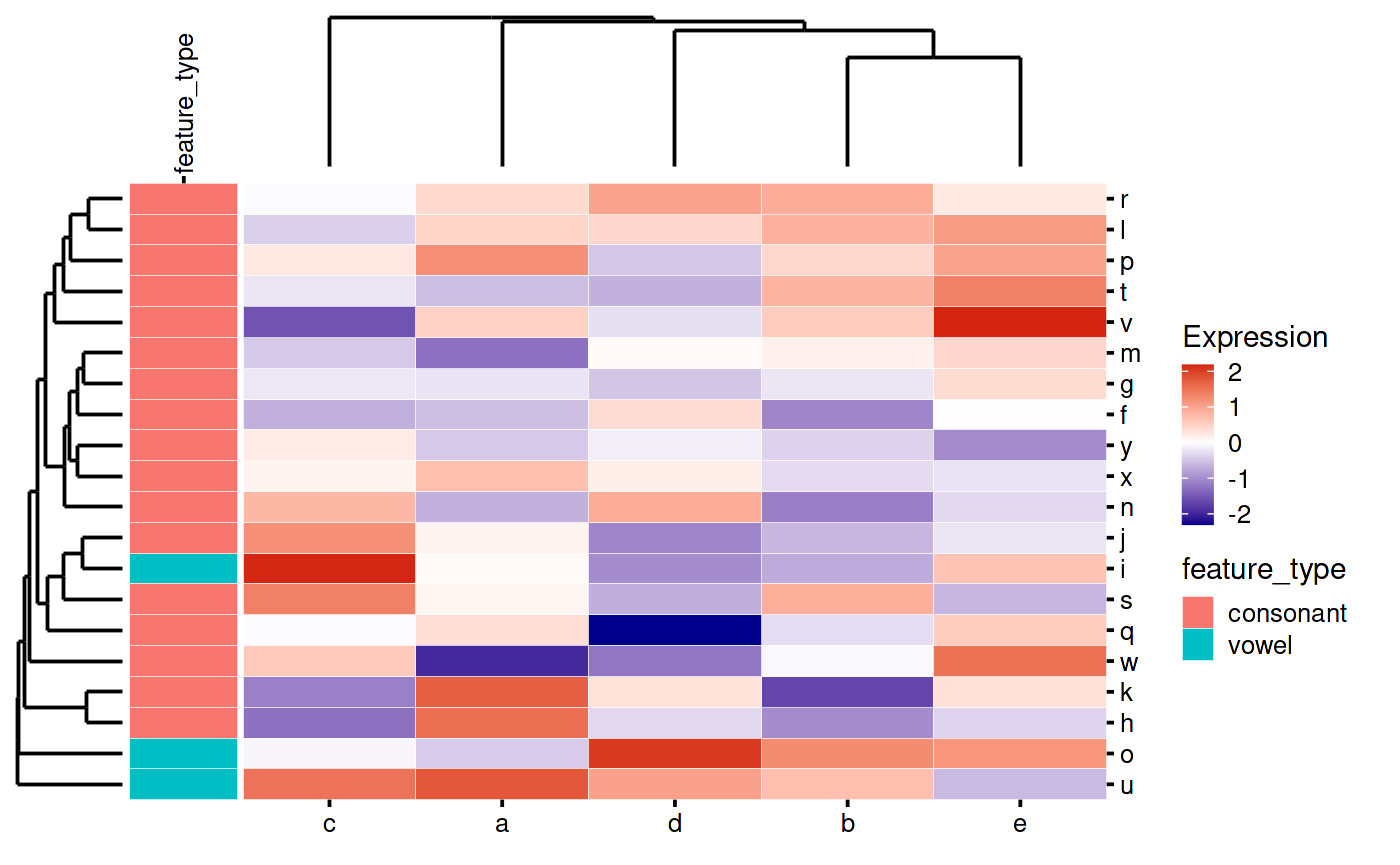 feature_type
r
l
p
t
v
m
g
f
y
x
n
j
i
s
q
w
k
h
o
u
c a d b e
Expression
2
1
0
-1
-2
feature_type
consonant
vowel